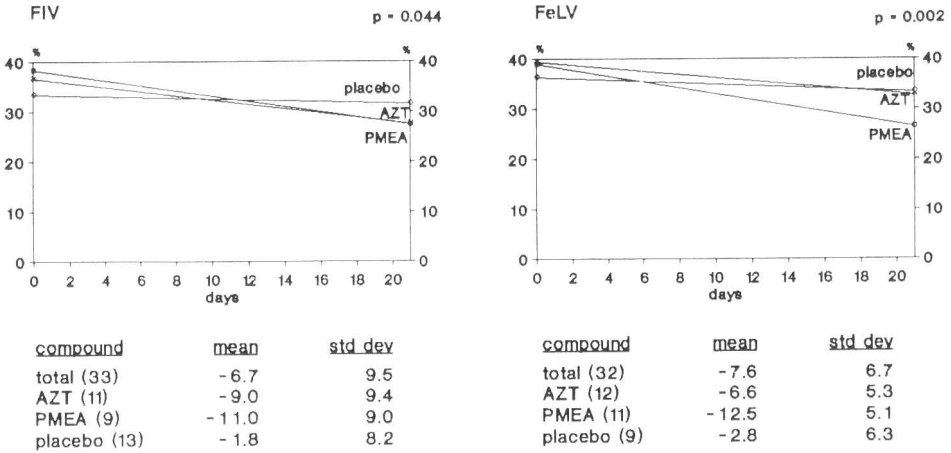 FIV
p = 0.044
%
%
40
30
20
10
0
40
30
20
10
0
placebo
AZT
PMEA
0 2 4 6 8 10 12 14 16 18 20
days
compound mean std dev
total (33) -6.7 9.5
AZT (11) -9.0 9.4
PMEA (9) -11.0 9.0
placebo (13) -1.8 8.2
FeLV
p = 0.002
%
%
40
30
20
10
0
40
30
20
10
0
placebo
AZT
PMEA
0 2 4 6 8 10 12 14 16 18 20
days
compound mean std dev
total (32) -7.6 6.7
AZT (12) -6.6 5.3
PMEA (11) -12.5 5.1
placebo (9) -2.8 6.3